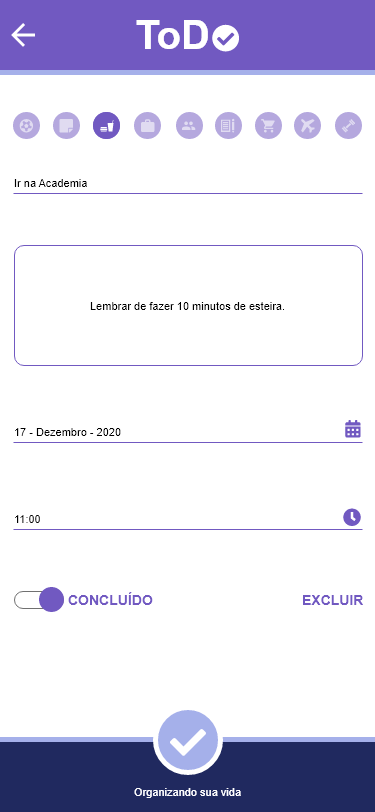 ToDo
Ir na Academia
Lembrar de fazer 10 minutos de esteira.
17 - Dezembro - 2020
11:00
CONCLUÍDO
EXCLUIR
Organizando sua vida